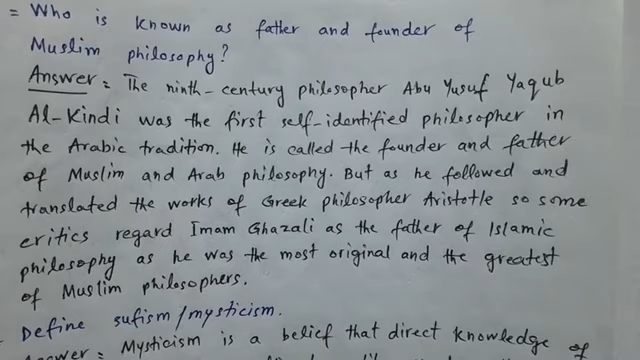 = Who is known as father and founder of
Muslim philosophy?
Answer = The ninth-century philosopher Abu Yusuf Yaqub
Al-Kindi was the first self-identified philosopher in
the Arabic tradition. He is called the founder and father
of Muslim and Arab philosophy. But as he followed and
translated the works of Greek philosopher Aristotle so some
critics regard Imam Ghazali as the father of Islamic
philosophy as he was the most original and the greatest
of Muslim philosophers.
Define sufism/mysticism.
Answer = Mysticism is a belief that direct knowledge of